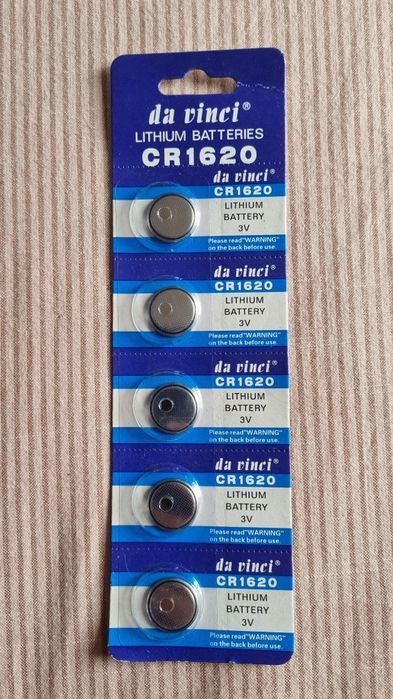 da vinci®
LITHIUM BATTERIES
CR1620
da vinci®
CR1620
LITHIUM
BATTERY
3V
Please read"WARNING"
on the back before use.
da vinci®
CR1620
LITHIUM
BATTERY
3V
Please read"WARNING"
on the back before use.
da vinci®
CR1620
LITHIUM
BATTERY
3V
Please read"WARNING"
on the back before use.
da vinci®
CR1620
LITHIUM
BATTERY
3V
Please read"WARNING"
on the back before use.
da vinci®
CR1620
LITHIUM
BATTERY
3V
Please read"WARNING"
on the back before use.